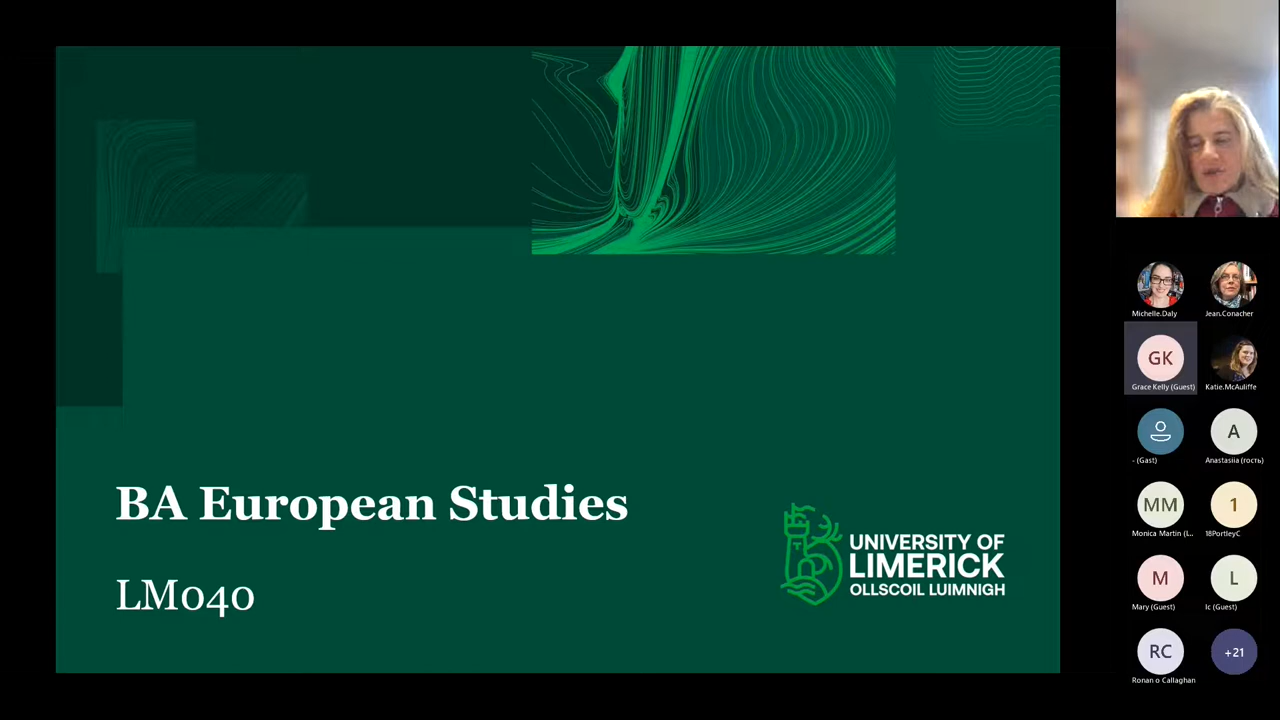 BA European Studies
LM040
UNIVERSITY OF
LIMERICK
OLLSCOIL LUIMNIGH
Michelle.Daly
Jean.Conacher
GK
Grace Kelly (Guest)
Katie.McAuliffe
- (Gast)
A
Anastasiia (гость)
MM
Monica Martin (I...
1
18PortleyC
M
Mary (Guest)
L
lc (Guest)
RC
Ronan o Callaghan
+21